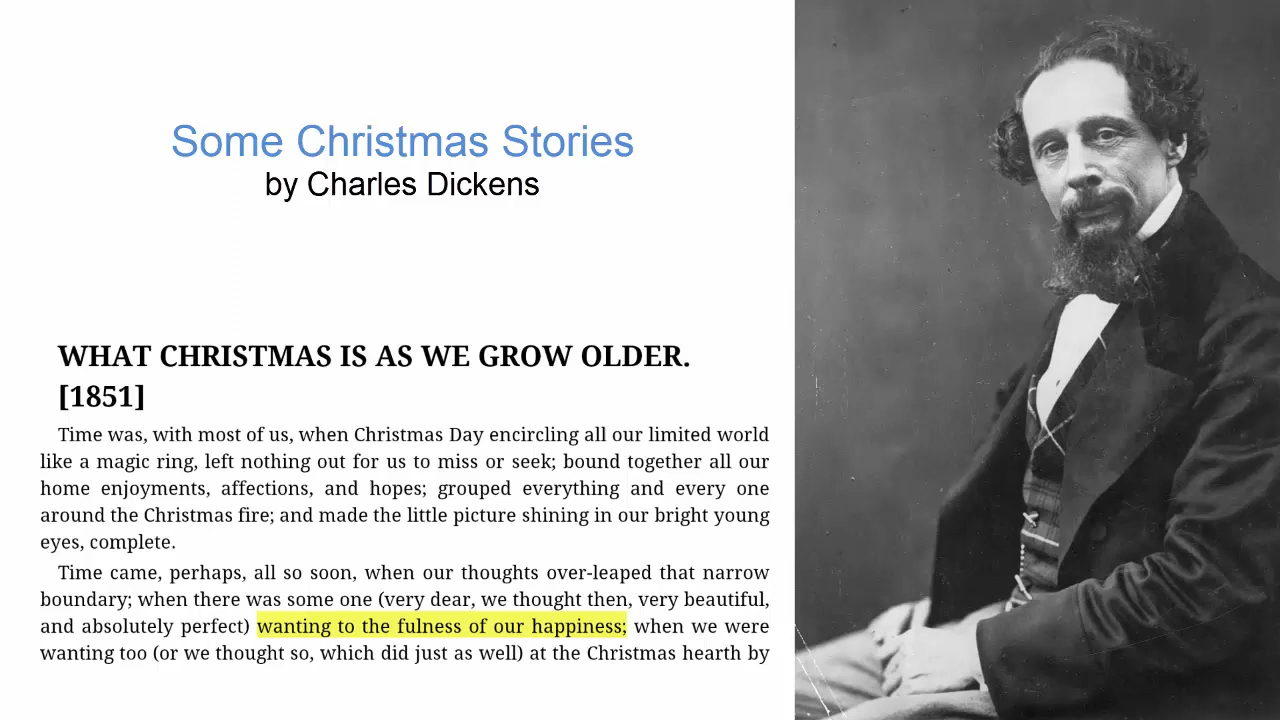 Some Christmas Stories
by Charles Dickens
WHAT CHRISTMAS IS AS WE GROW OLDER.
[1851]
Time was, with most of us, when Christmas Day encircling all our limited world
like a magic ring, left nothing out for us to miss or seek; bound together all our
home enjoyments, affections, and hopes; grouped everything and every one
around the Christmas fire; and made the little picture shining in our bright young
eyes, complete.
Time came, perhaps, all so soon, when our thoughts over-leaped that narrow
boundary; when there was some one (very dear, we thought then, very beautiful,
and absolutely perfect) wanting to the fulness of our happiness; when we were
wanting too (or we thought so, which did just as well) at the Christmas hearth by